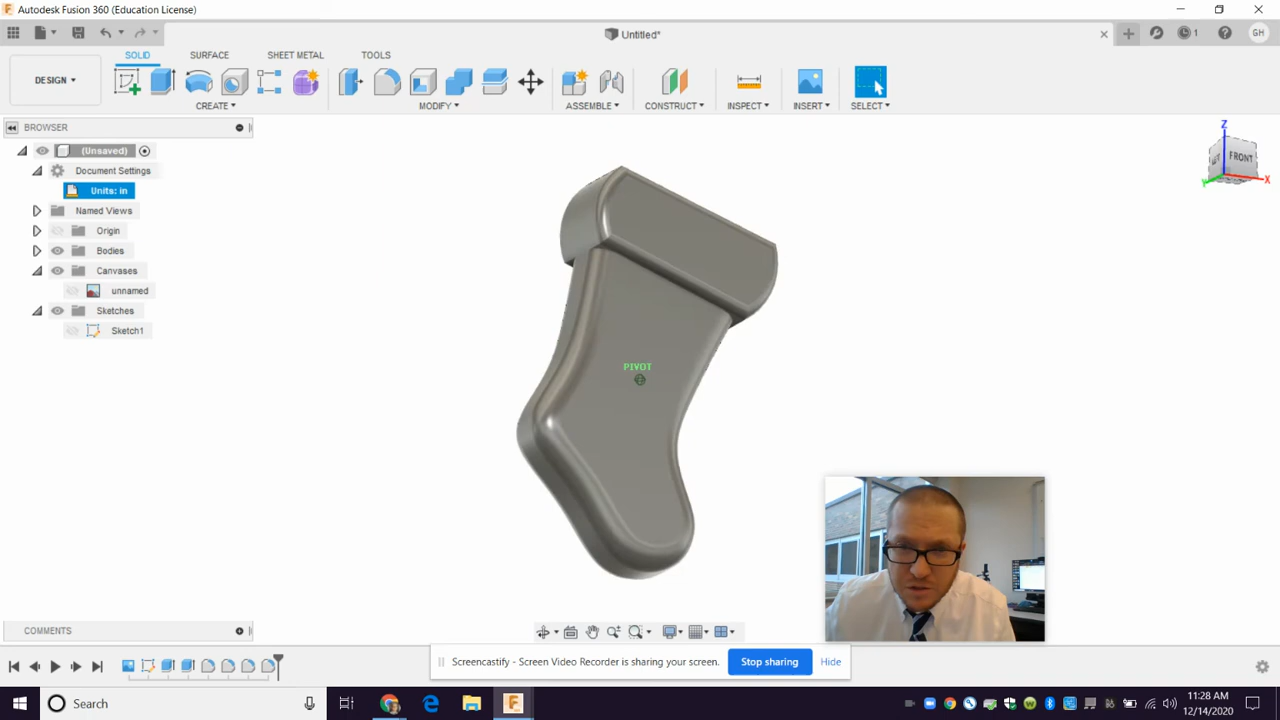 Autodesk Fusion 360 (Education License)
Untitled*
1
GH
SOLID
SURFACE
SHEET METAL
TOOLS
DESIGN
CREATE
MODIFY
ASSEMBLE
CONSTRUCT
INSPECT
INSERT
SELECT
BROWSER
(Unsaved)
Document Settings
Units: in
Named Views
Origin
Bodies
Canvases
unnamed
Sketches
Sketch1
Z
FRONT
X
Y
PIVOT
COMMENTS
Screencastify - Screen Video Recorder is sharing your screen.
Stop sharing
Hide
Search
11:28 AM
12/14/2020